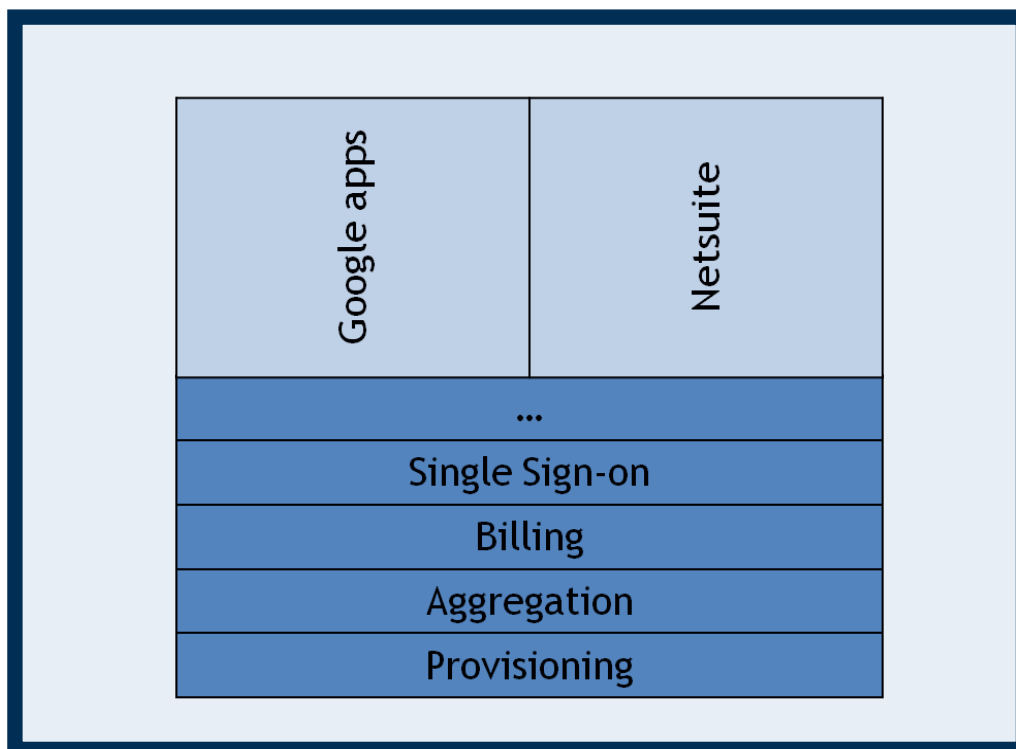 Google apps
Netsuite
...
Single Sign-on
Billing
Aggregation
Provisioning